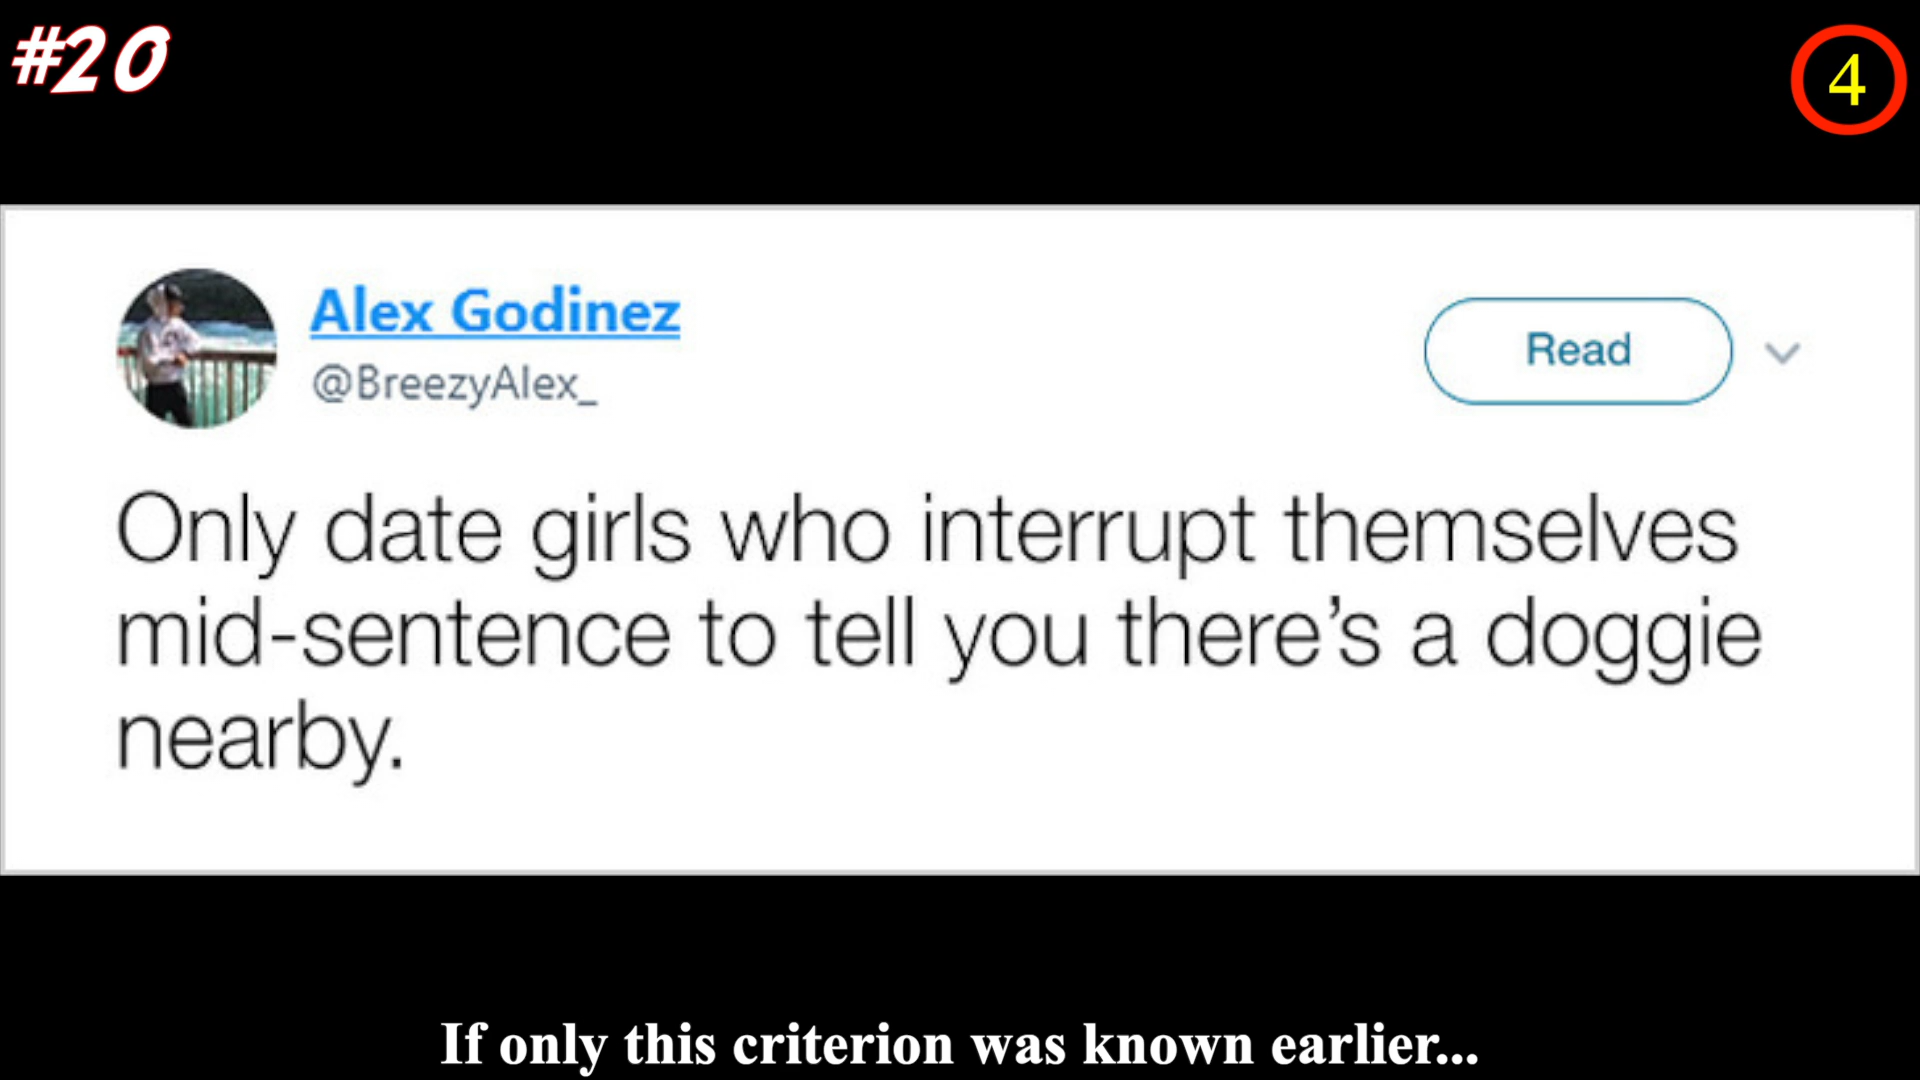 #20
4
Alex Godinez
@BreezyAlex_
Read
Only date girls who interrupt themselves
mid-sentence to tell you there’s a doggie
nearby.
If only this criterion was known earlier...